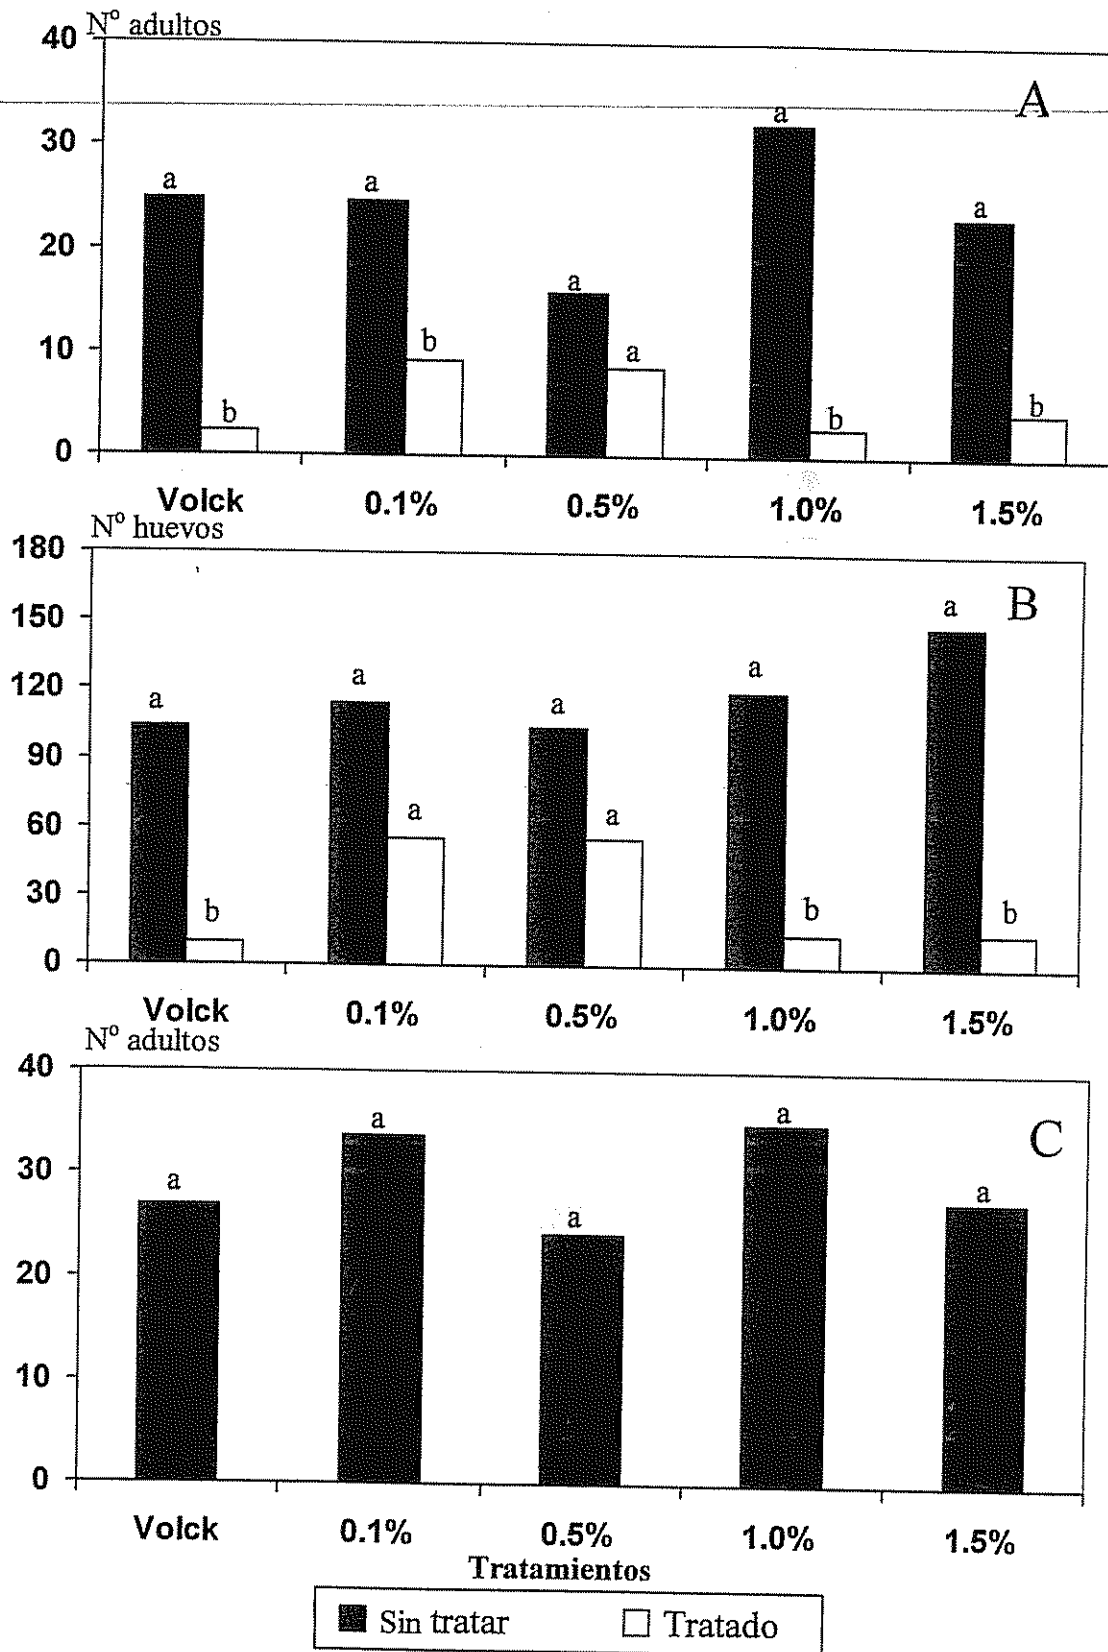 Nº adultos
40
30
20
10
0
A
a b a b a a a b a b
Volck 0.1% 0.5% 1.0% 1.5%
Nº huevos
180
150
120
90
60
30
0
B
a b a a a a a b a b
Volck 0.1% 0.5% 1.0% 1.5%
Nº adultos
40
30
20
10
0
C
a a a a a
Volck 0.1% 0.5% 1.0% 1.5%
Tratamientos
Sin tratar Tratado